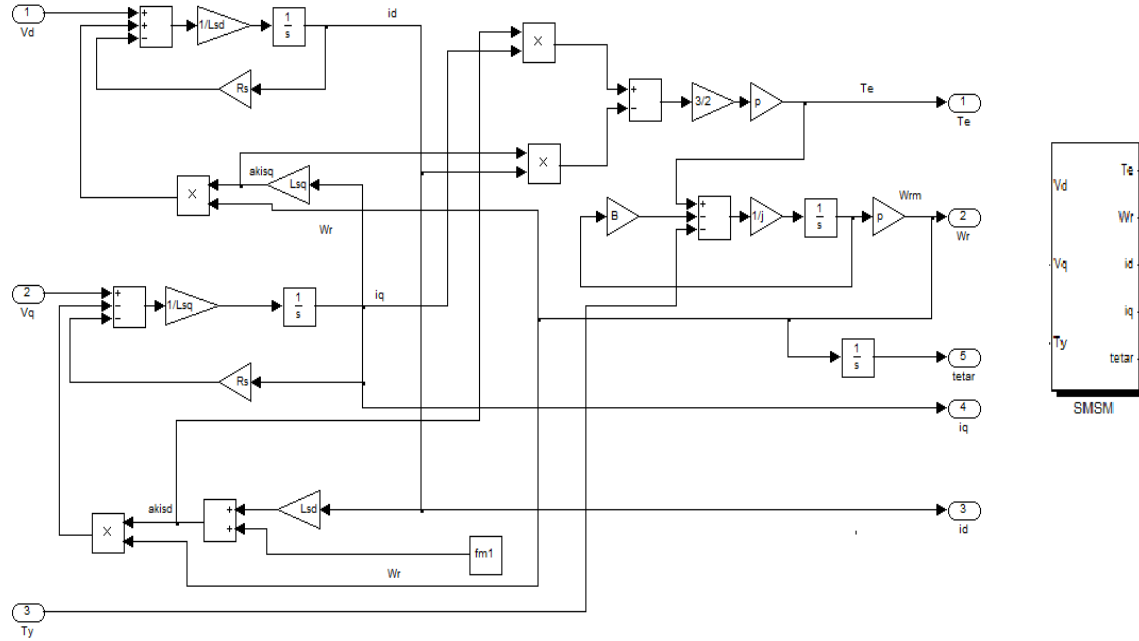 1
Vd
+
+
−
1/Lsd
1
s
id
Rs
×
akisq
Lsq
Wr
×
×
+
−
3/2
p
Te
1
Te
+
−
−
B
1/j
1
s
p
Wrm
2
Wr
2
Vq
+
−
−
1/Lsq
1
s
iq
Rs
1
s
5
tetar
4
iq
×
akisd
+
+
Lsd
fm1
Wr
3
id
3
Ty
Vd
Vq
Ty
Te
Wr
id
iq
tetar
SMSM